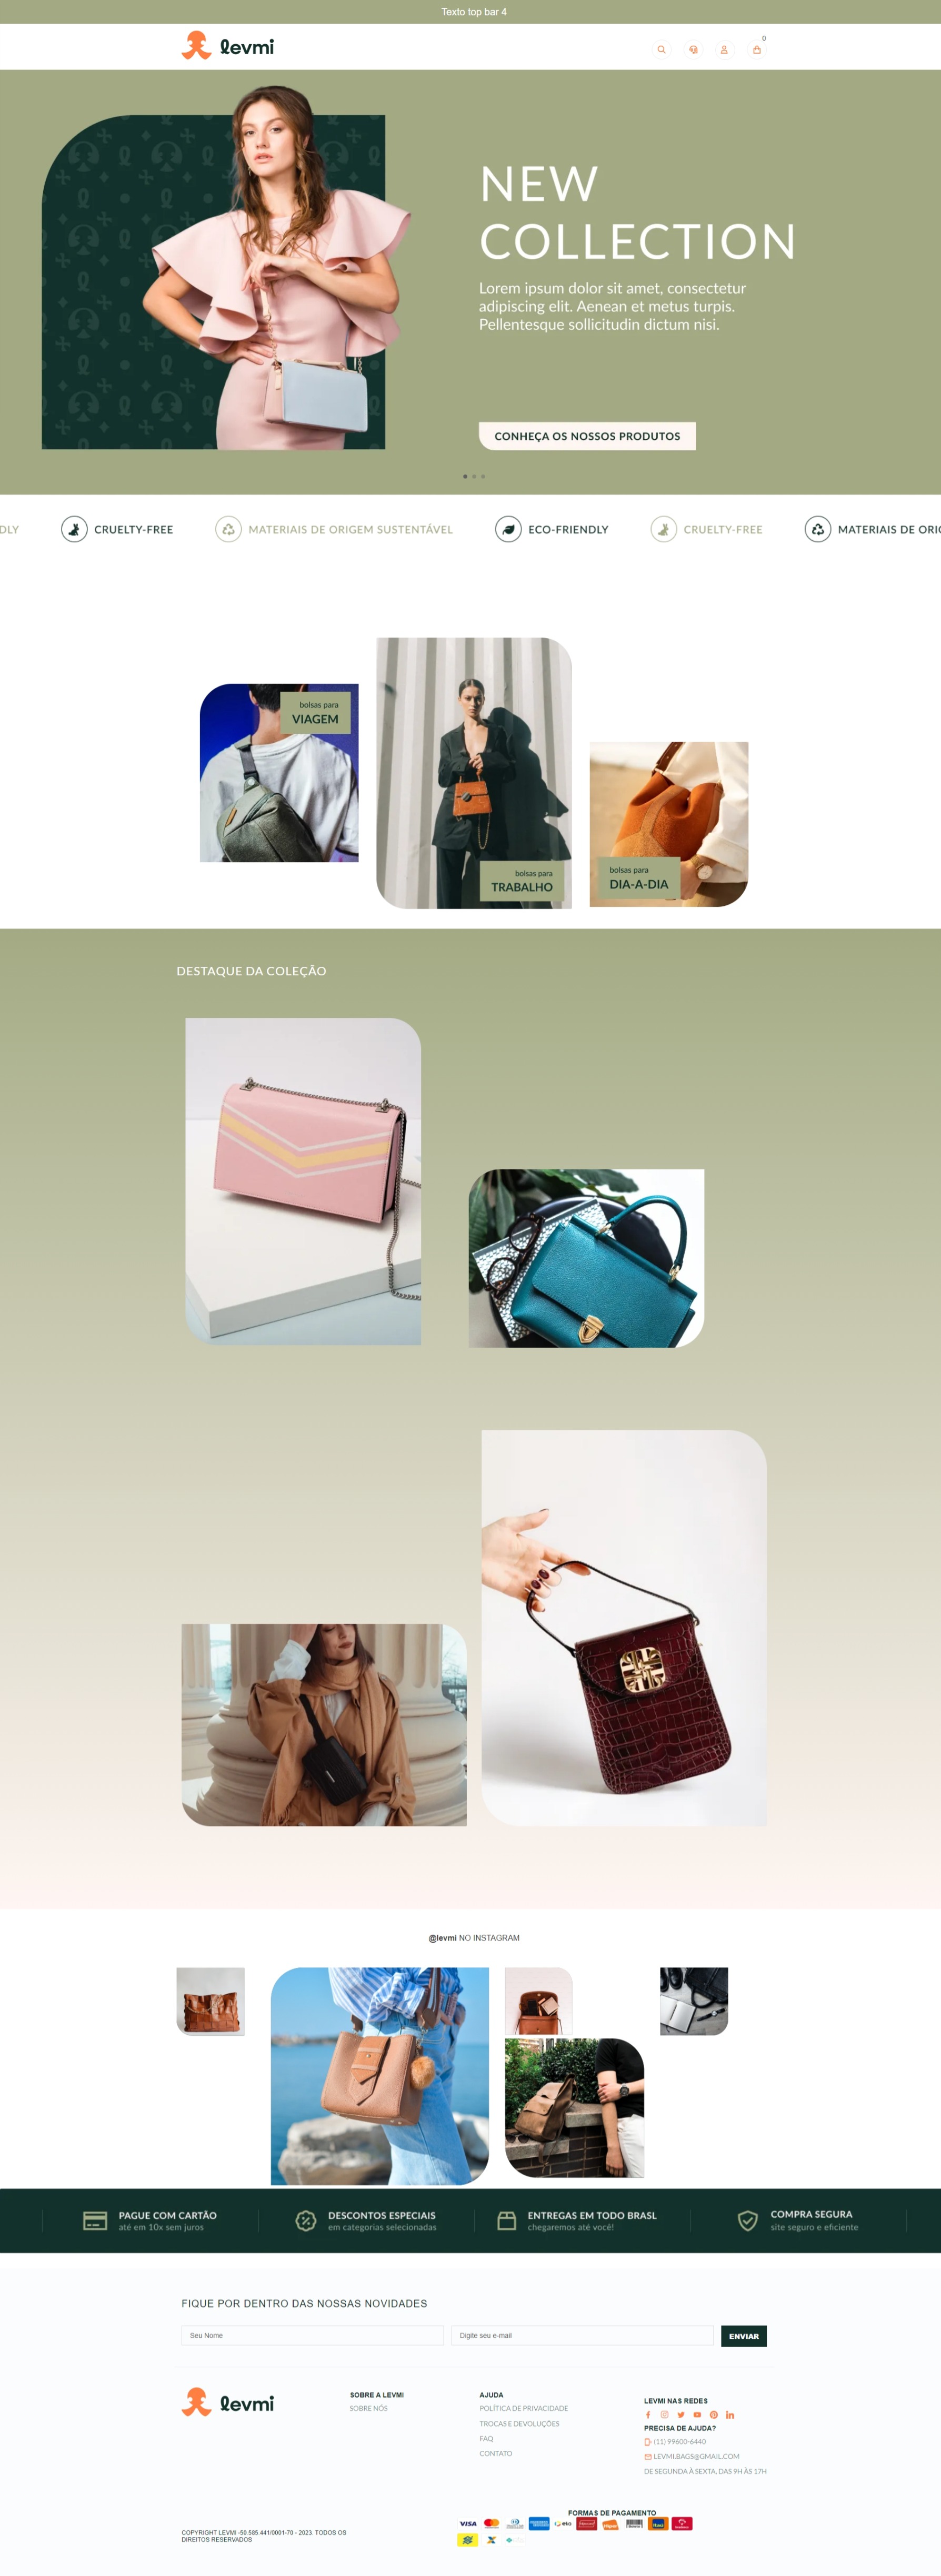 Texto top bar 4
levmi
0
NEW
COLLECTION
Lorem ipsum dolor sit amet, consectetur
adipiscing elit. Aenean et metus turpis.
Pellentesque sollicitudin dictum nisi.
CONHEÇA OS NOSSOS PRODUTOS
DLY CRUELTY-FREE MATERIAIS DE ORIGEM SUSTENTÁVEL ECO-FRIENDLY CRUELTY-FREE MATERIAIS DE ORIG
bolsas para
VIAGEM
bolsas para
TRABALHO
bolsas para
DIA-A-DIA
DESTAQUE DA COLEÇÃO
@levmi NO INSTAGRAM
PAGUE COM CARTÃO
até em 10x sem juros
DESCONTOS ESPECIAIS
em categorias selecionadas
ENTREGAS EM TODO BRASL
chegaremos até você!
COMPRA SEGURA
site seguro e eficiente
FIQUE POR DENTRO DAS NOSSAS NOVIDADES
Seu Nome
Digite seu e-mail
ENVIAR
levmi
SOBRE A LEVMI
SOBRE NÓS
AJUDA
POLÍTICA DE PRIVACIDADE
TROCAS E DEVOLUÇÕES
FAQ
CONTATO
LEVMI NAS REDES
PRECISA DE AJUDA?
(11) 99600-6440
LEVMI.BAGS@GMAIL.COM
DE SEGUNDA À SEXTA, DAS 9H ÀS 17H
FORMAS DE PAGAMENTO
VISA
elo
COPYRIGHT LEVMI -50.585.441/0001-70 - 2023. TODOS OS
DIREITOS RESERVADOS